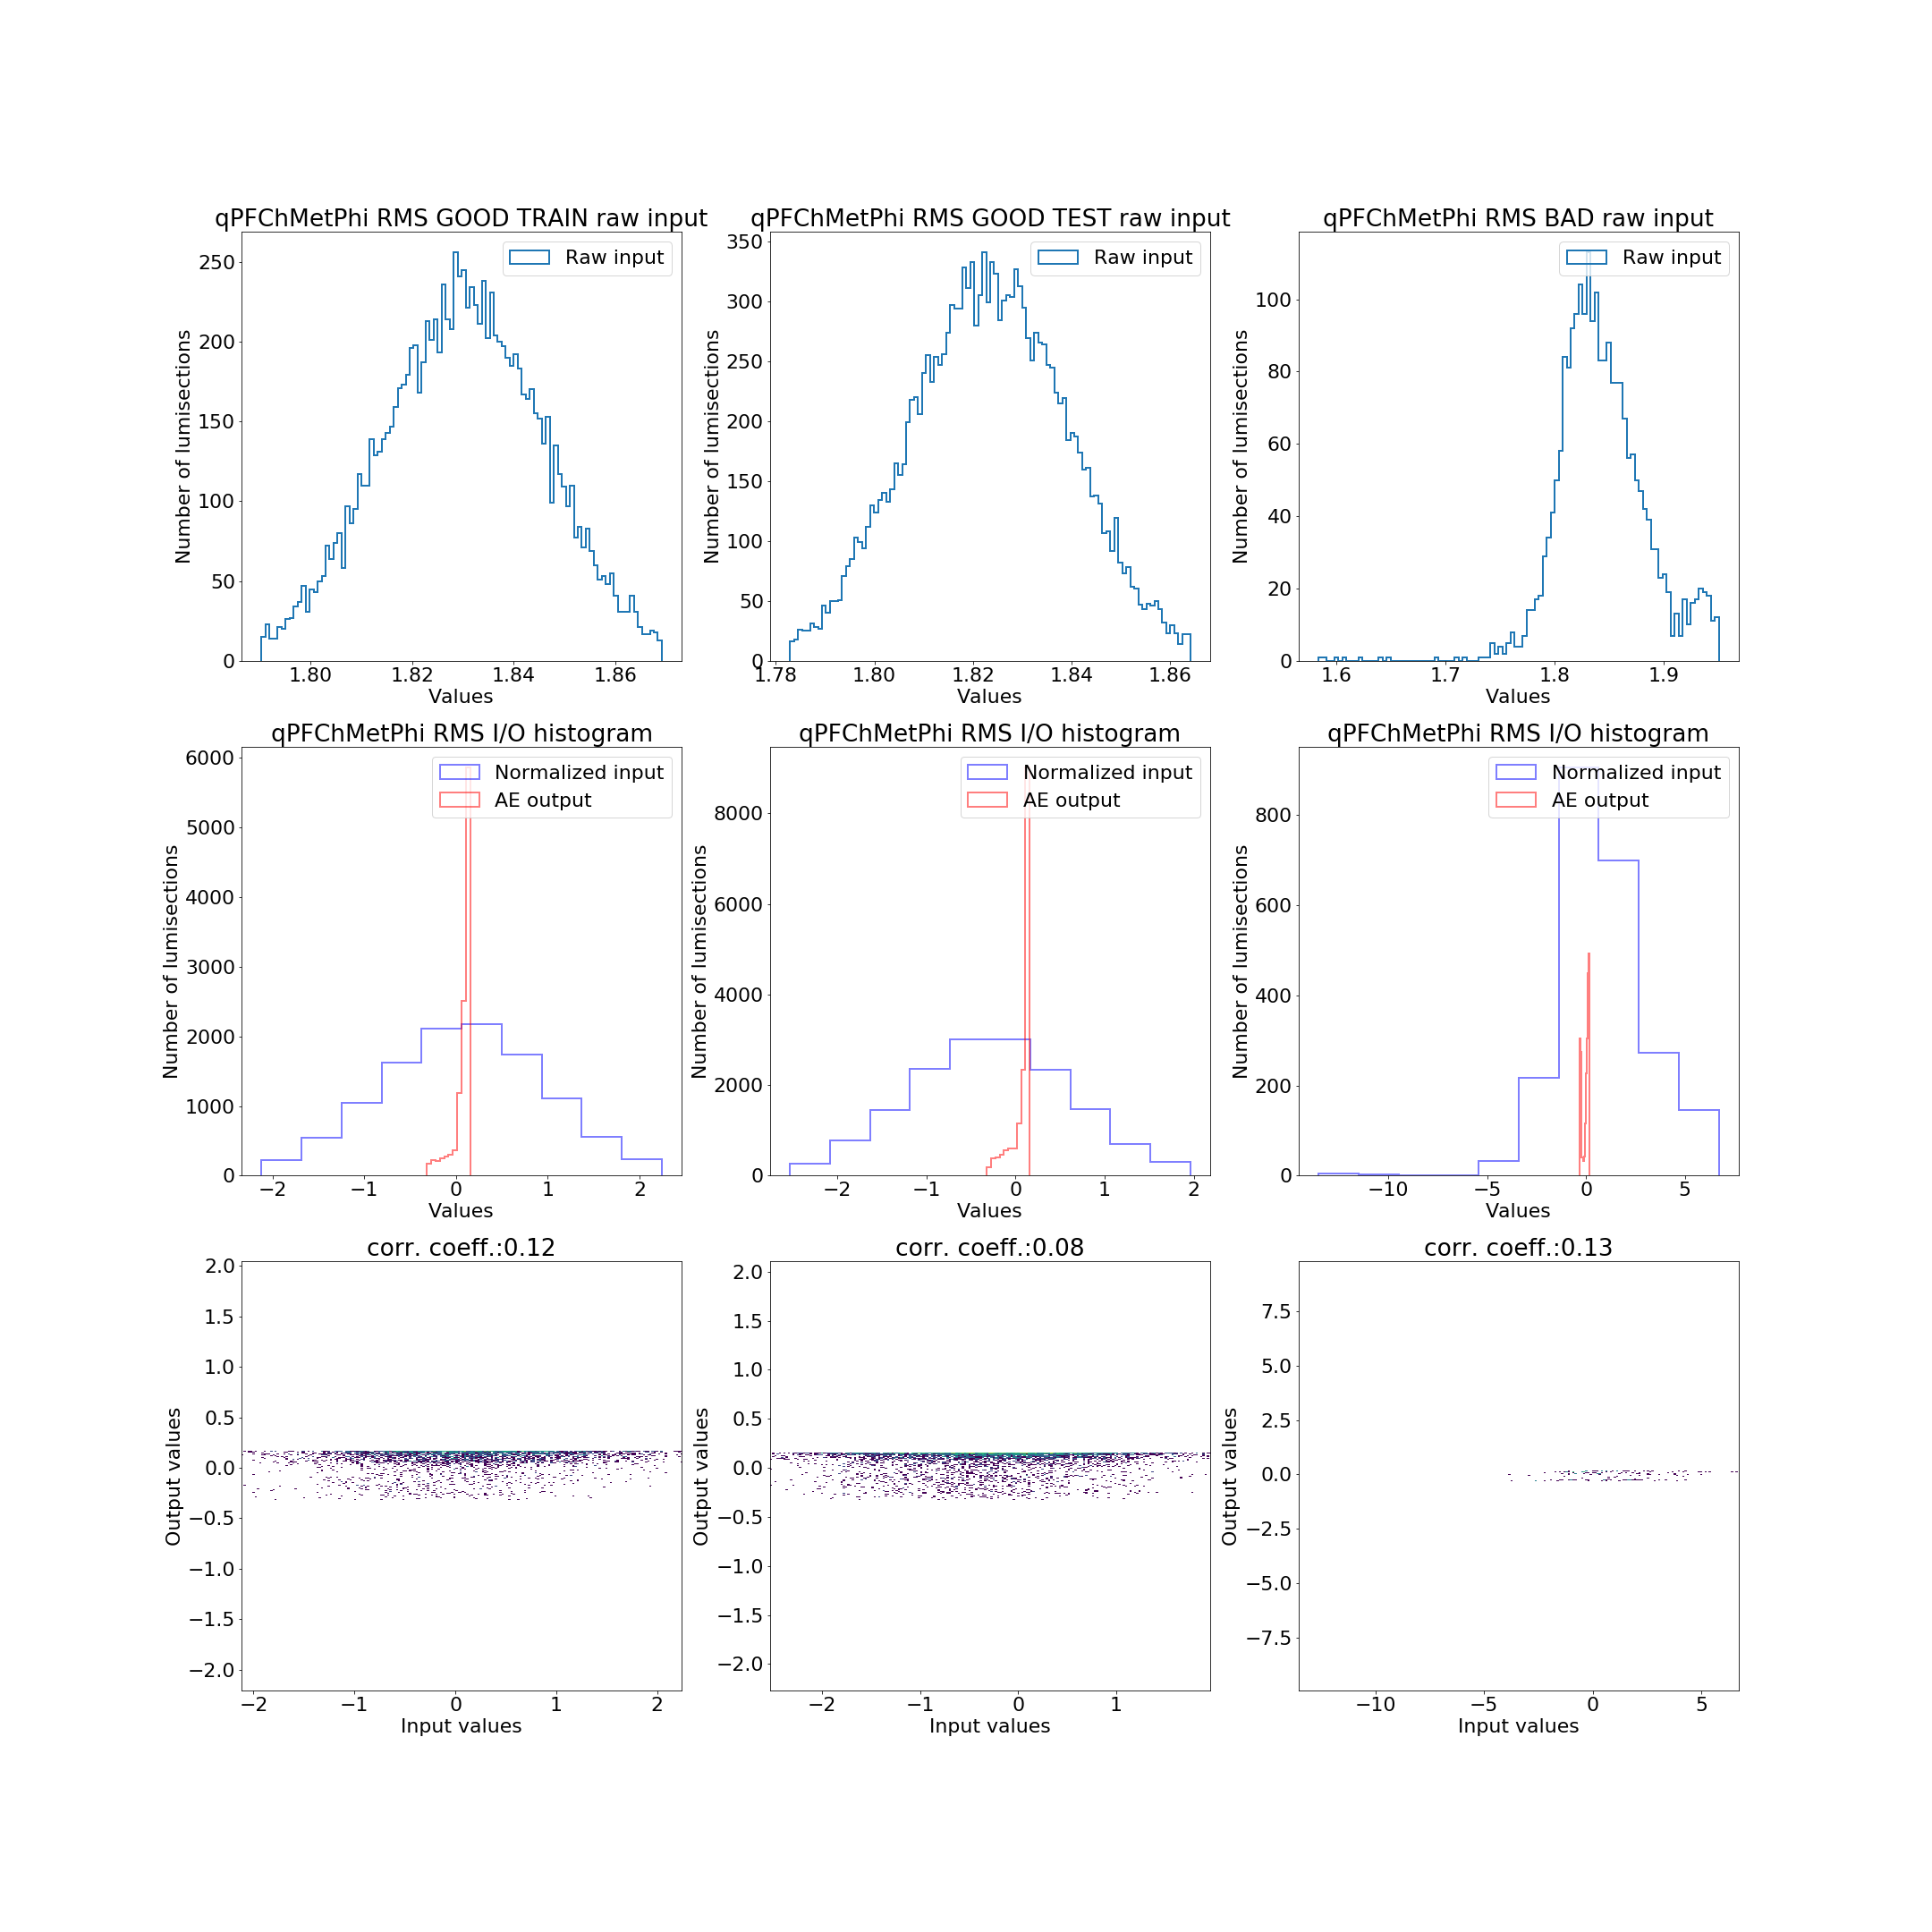 qPFChMetPhi RMS GOOD TRAIN raw input
Raw input
Number of lumisections
0
50
100
150
200
250
1.80
1.82
1.84
1.86
Values
qPFChMetPhi RMS GOOD TEST raw input
Raw input
Number of lumisections
0
50
100
150
200
250
300
350
1.78
1.80
1.82
1.84
1.86
Values
qPFChMetPhi RMS BAD raw input
Raw input
Number of lumisections
0
20
40
60
80
100
1.6
1.7
1.8
1.9
Values
qPFChMetPhi RMS I/O histogram
Normalized input
AE output
Number of lumisections
0
1000
2000
3000
4000
5000
6000
−2
−1
0
1
2
Values
qPFChMetPhi RMS I/O histogram
Normalized input
AE output
Number of lumisections
0
2000
4000
6000
8000
−2
−1
0
1
2
Values
qPFChMetPhi RMS I/O histogram
Normalized input
AE output
Number of lumisections
0
200
400
600
800
−10
−5
0
5
Values
corr. coeff.:0.12
Output values
2.0
1.5
1.0
0.5
0.0
−0.5
−1.0
−1.5
−2.0
−2
−1
0
1
2
Input values
corr. coeff.:0.08
Output values
2.0
1.5
1.0
0.5
0.0
−0.5
−1.0
−1.5
−2.0
−2
−1
0
1
Input values
corr. coeff.:0.13
Output values
7.5
5.0
2.5
0.0
−2.5
−5.0
−7.5
−10
−5
0
5
Input values